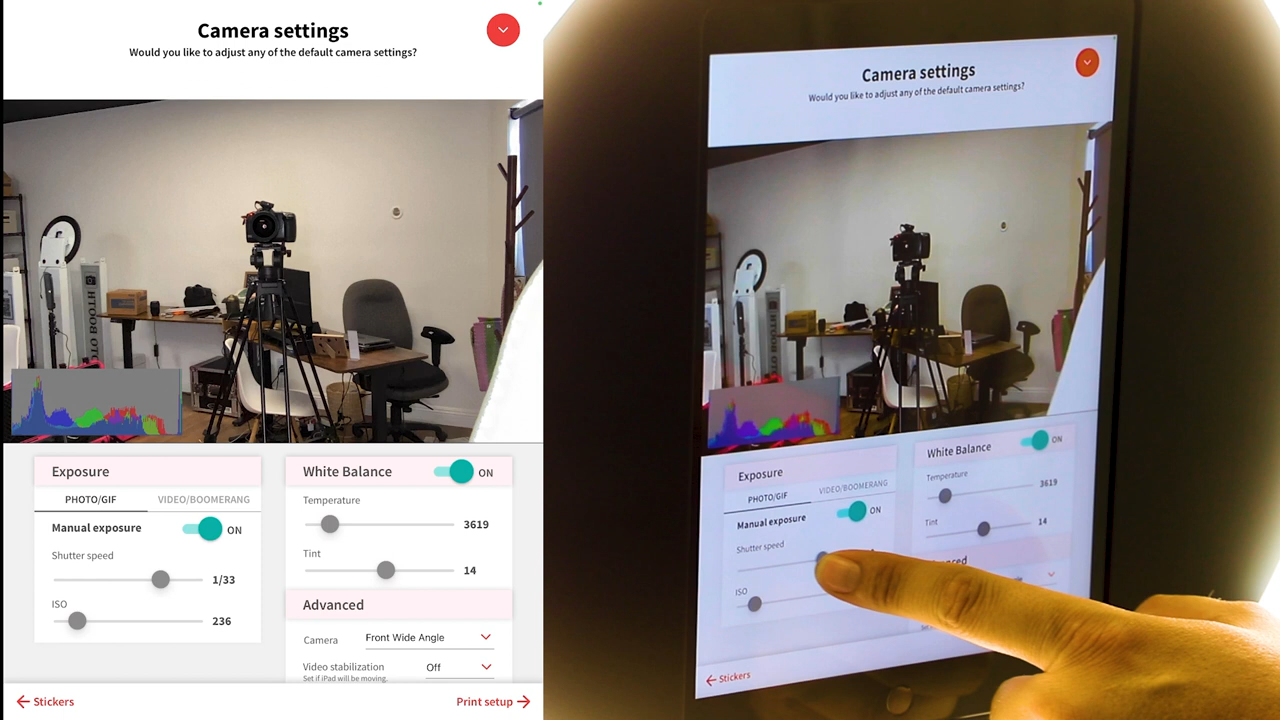 Camera settings
Would you like to adjust any of the default camera settings?
HTOOB OTO
Exposure
PHOTO/GIF VIDEO/BOOMERANG
Manual exposure ON
Shutter speed
1/33
ISO
236
White Balance ON
Temperature
3619
Tint
14
Advanced
Camera Front Wide Angle
Video stabilization Off
Set if iPad will be moving.
Stickers
Print setup
Camera settings
Would you like to adjust any of the default camera settings?
Exposure
PHOTO/GIF VIDEO/BOOMERANG
Manual exposure ON
Shutter speed
ISO
White Balance ON
Temperature
3619
Tint
14
Stickers